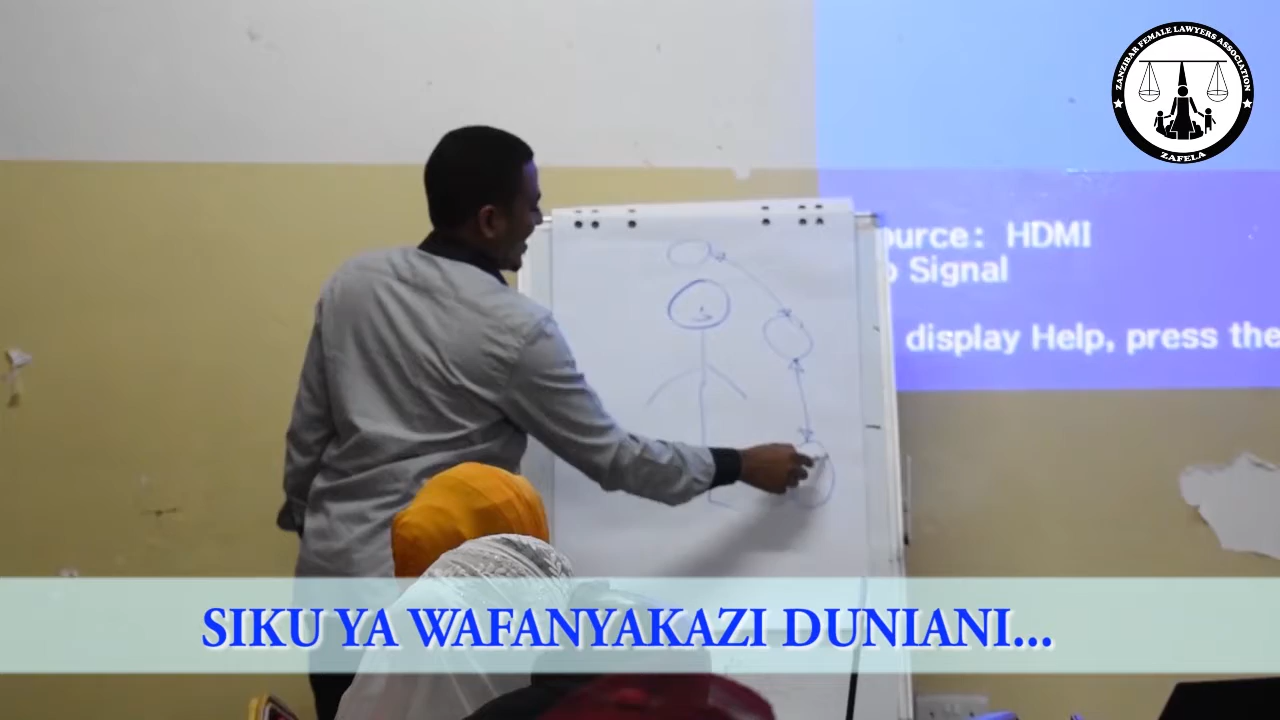 ZANZIBAR FEMALE LAWYERS ASSOCIATION
ZAFELA
ource: HDMI
o Signal
display Help, press the
SIKU YA WAFANYAKAZI DUNIANI...